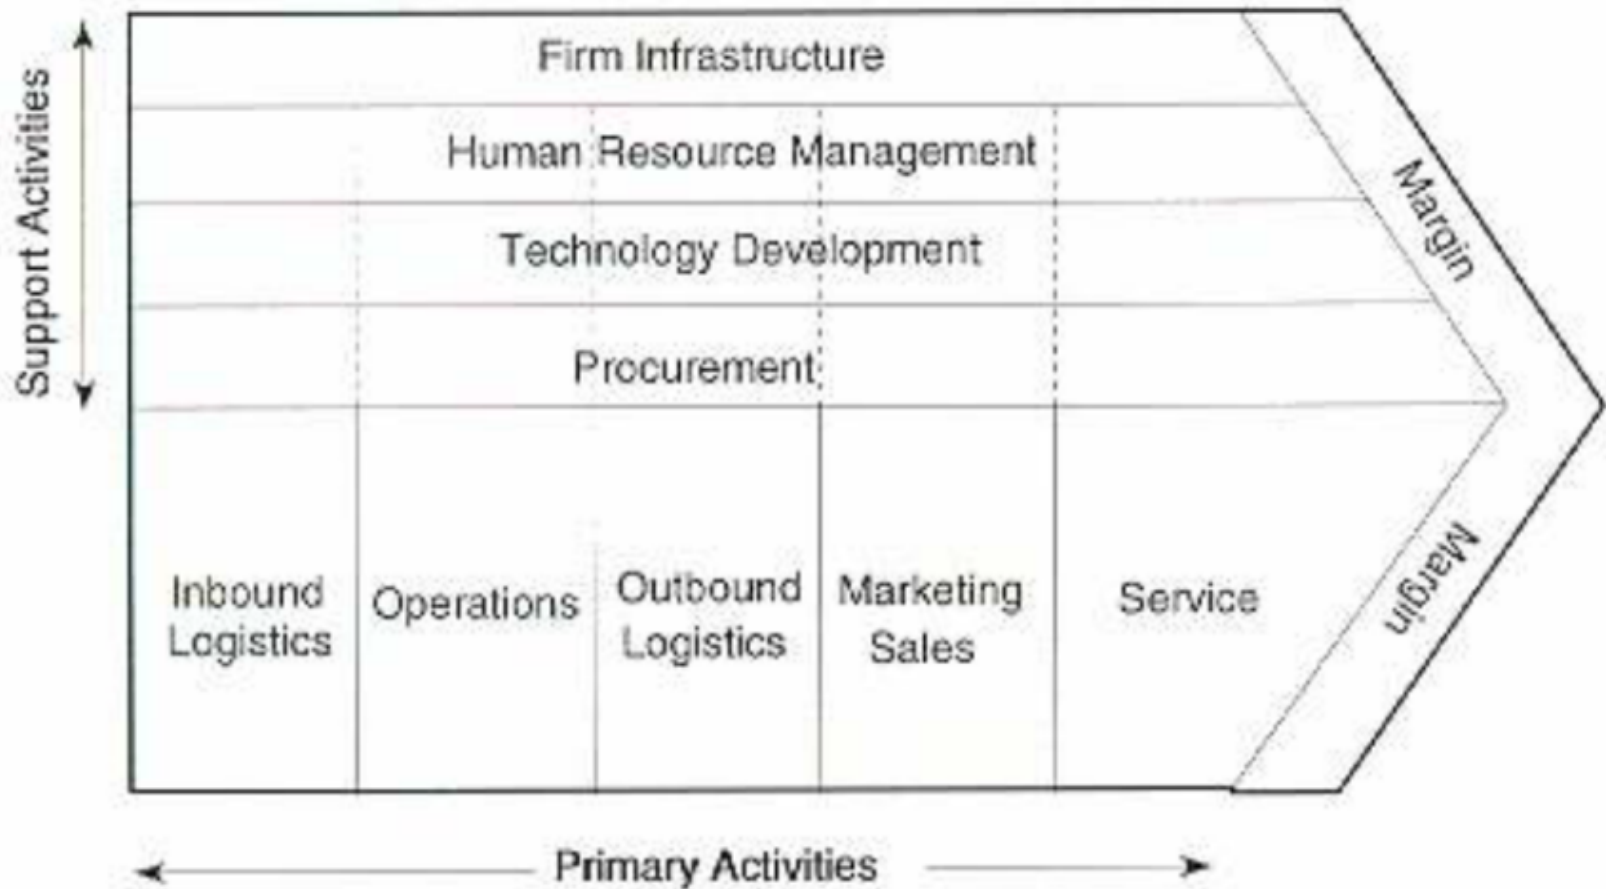 Support Activities
Firm Infrastructure
Human Resource Management
Technology Development
Procurement
Margin
Inbound
Logistics
Operations
Outbound
Logistics
Marketing
Sales
Service
Margin
Primary Activities